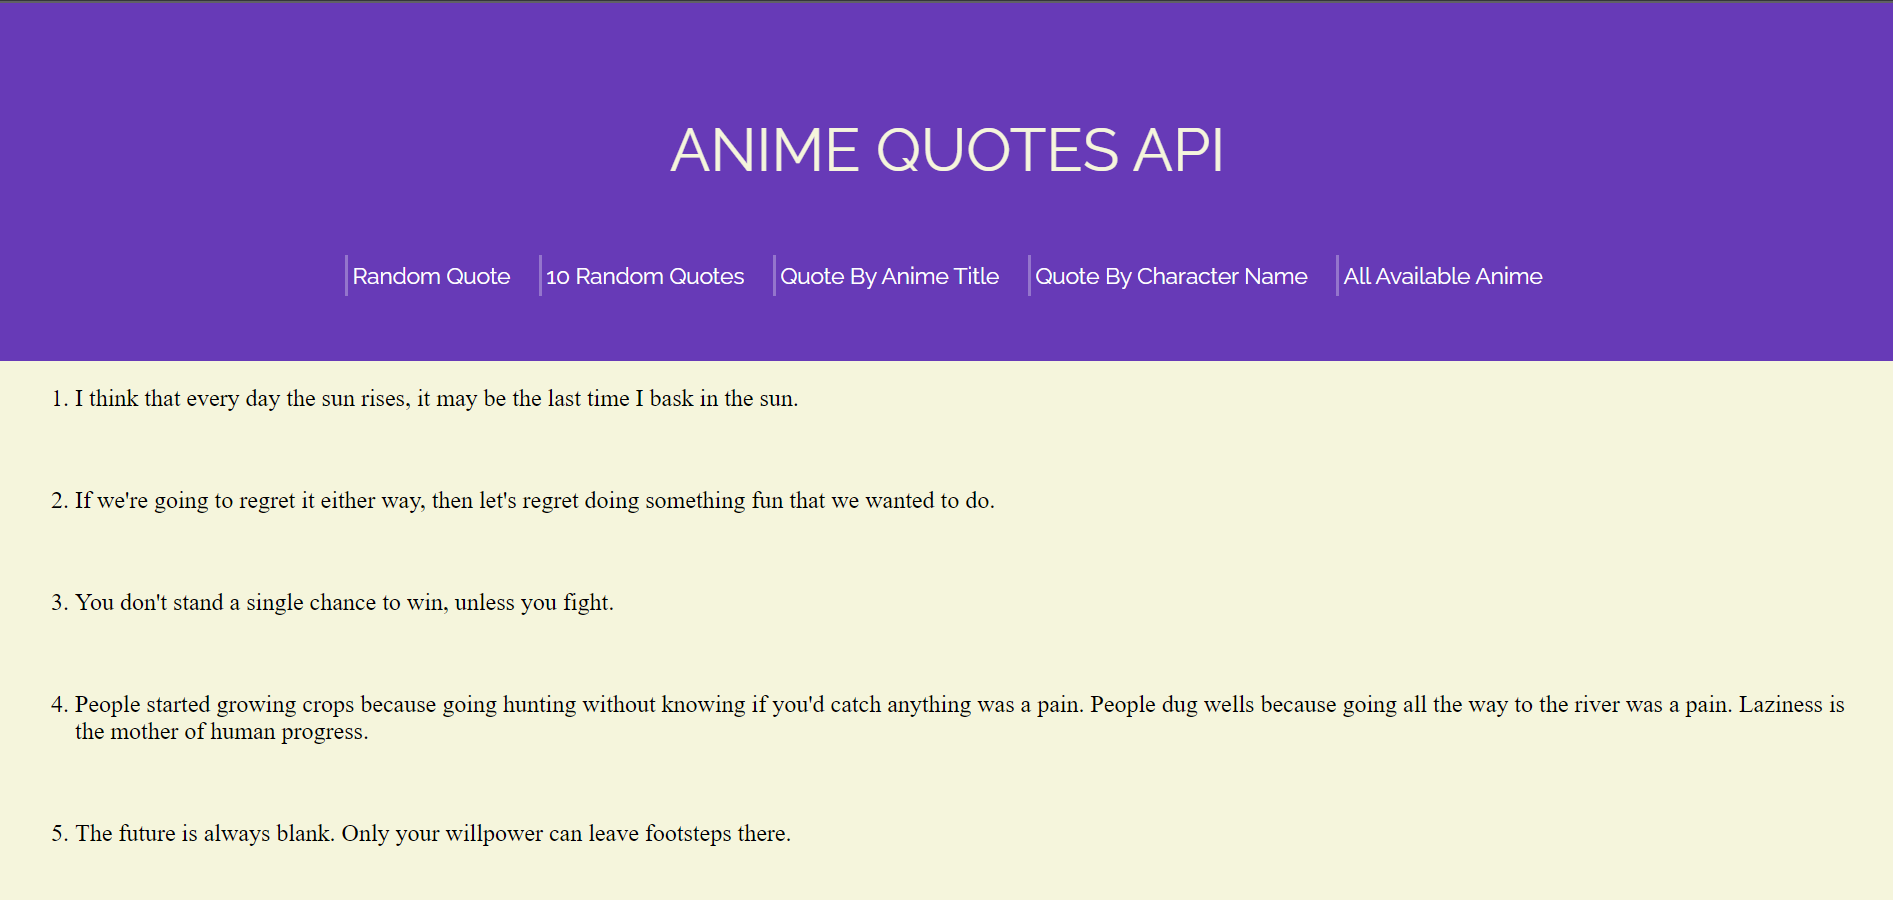 ANIME QUOTES API
Random Quote
10 Random Quotes
Quote By Anime Title
Quote By Character Name
All Available Anime
1. I think that every day the sun rises, it may be the last time I bask in the sun.
2. If we're going to regret it either way, then let's regret doing something fun that we wanted to do.
3. You don't stand a single chance to win, unless you fight.
4. People started growing crops because going hunting without knowing if you'd catch anything was a pain. People dug wells because going all the way to the river was a pain. Laziness is
the mother of human progress.
5. The future is always blank. Only your willpower can leave footsteps there.